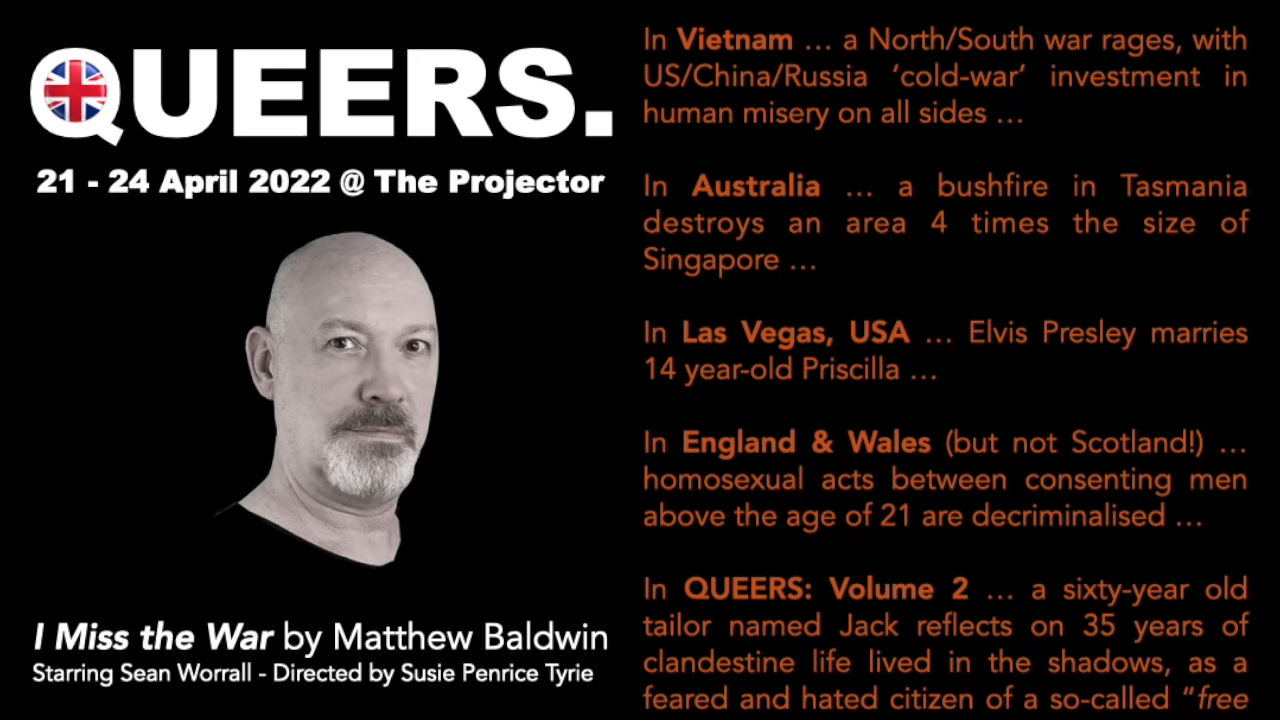 QUEERS.
21 - 24 April 2022 @ The Projector
I Miss the War by Matthew Baldwin
Starring Sean Worrall - Directed by Susie Penrice Tyrie
In Vietnam … a North/South war rages, with
US/China/Russia ‘cold-war’ investment in
human misery on all sides …
In Australia … a bushfire in Tasmania
destroys an area 4 times the size of
Singapore …
In Las Vegas, USA … Elvis Presley marries
14 year-old Priscilla …
In England & Wales (but not Scotland!) …
homosexual acts between consenting men
above the age of 21 are decriminalised …
In QUEERS: Volume 2 … a sixty-year old
tailor named Jack reflects on 35 years of
clandestine life lived in the shadows, as a
feared and hated citizen of a so-called “free